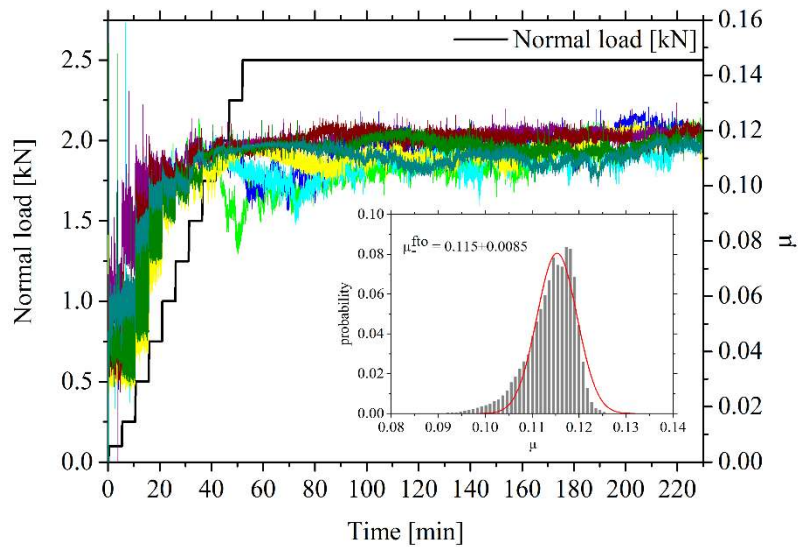 Normal load [kN]
Normal load [kN]
2.5
2.0
1.5
1.0
0.5
0.0
0.16
0.14
0.12
0.10
0.08
0.06
0.04
0.02
0.00
μ
0 20 40 60 80 100 120 140 160 180 200 220
Time [min]
μ_^fto = 0.115+0.0085
probability
0.10
0.08
0.06
0.04
0.02
0.00
0.08 0.09 0.10 0.11 0.12 0.13 0.14
μ